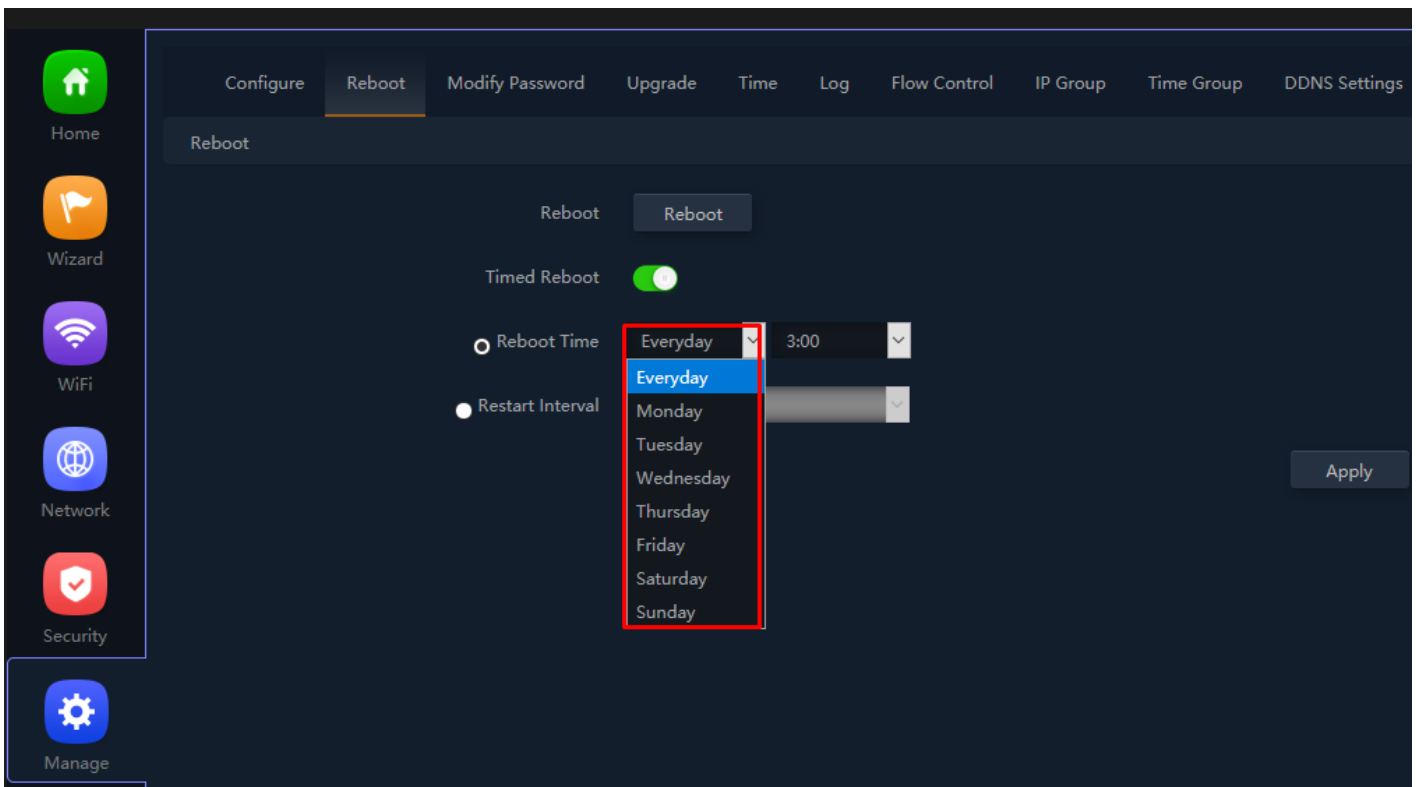 Configure Reboot Modify Password Upgrade Time Log Flow Control IP Group Time Group DDNS Settings
Home
Reboot
Reboot Reboot
Wizard
Timed Reboot
Reboot Time Everyday 3:00
Everyday
WiFi
Restart Interval
Monday
Tuesday
Wednesday
Apply
Network
Thursday
Friday
Saturday
Sunday
Security
Manage